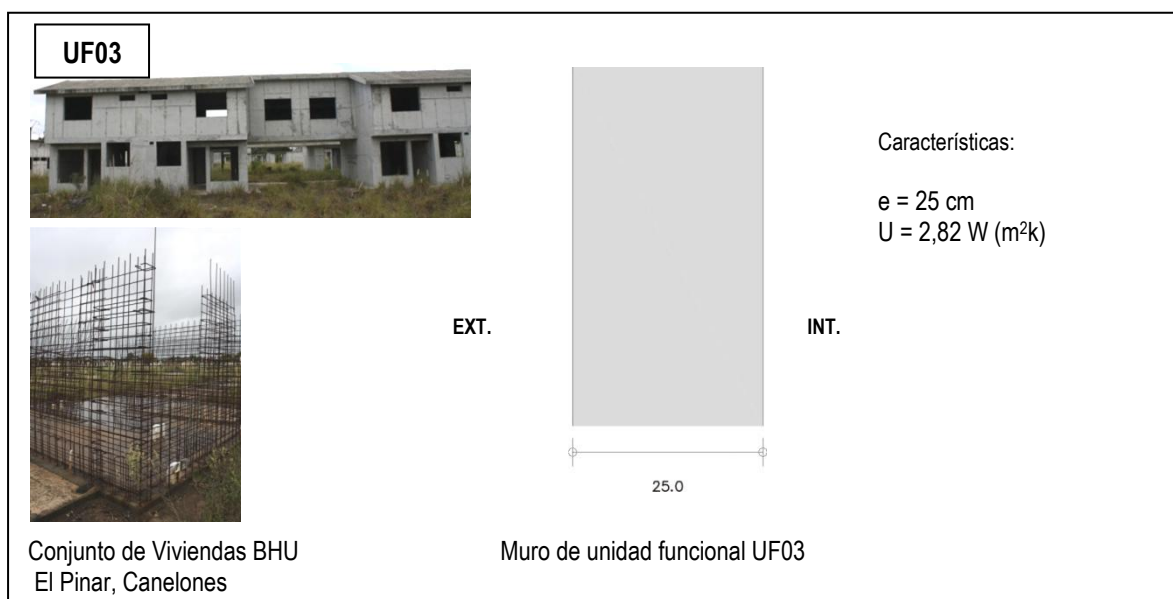 UF03
Característícas:
e = 25 cm
U = 2,82 W (m²k)
EXT.
INT.
25.0
Conjunto de Viviendas BHU
El Pinar, Canelones
Muro de unidad funcional UF03